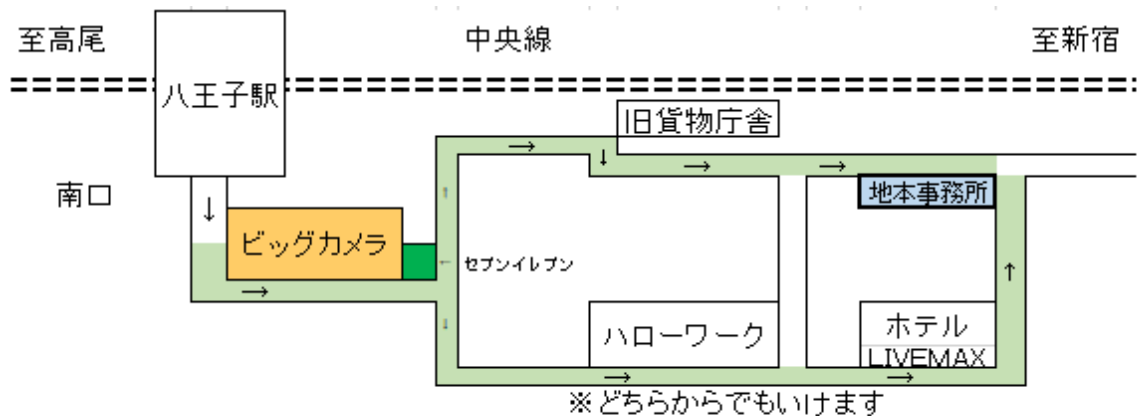 至高尾
中央線
至新宿
八王子駅
旧貨物庁舎
南口
地本事務所
ビッグカメラ
セブンイレブン
ハローワーク
ホテル
LIVEMAX
※どちらからでもいけます